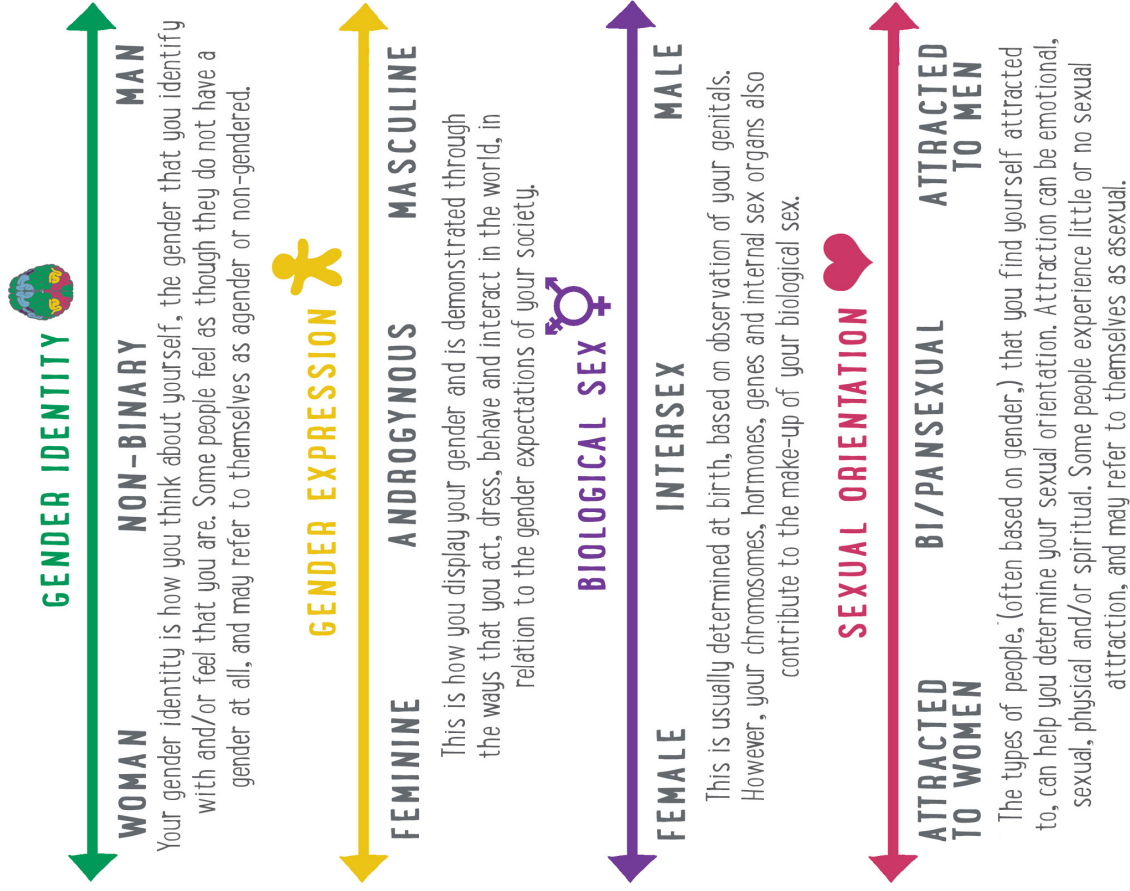 GENDER IDENTITY
WOMAN NON-BINARY MAN
Your gender identity is how you think about yourself, the gender that you identify
with and/or feel that you are. Some people feel as though they do not have a
gender at all, and may refer to themselves as agender or non-gendered.
GENDER EXPRESSION
FEMININE ANDROGYNOUS MASCULINE
This is how you display your gender and is demonstrated through
the ways that you act, dress, behave and interact in the world, in
relation to the gender expectations of your society.
BIOLOGICAL SEX
FEMALE INTERSEX MALE
This is usually determined at birth, based on observation of your genitals.
However, your chromosomes, hormones, genes and internal sex organs also
contribute to the make-up of your biological sex.
SEXUAL ORIENTATION
ATTRACTED TO WOMEN BI/PANSEXUAL ATTRACTED TO MEN
The types of people, (often based on gender,) that you find yourself attracted
to, can help you determine your sexual orientation. Attraction can be emotional,
sexual, physical and/or spiritual. Some people experience little or no sexual
attraction, and may refer to themselves as asexual.